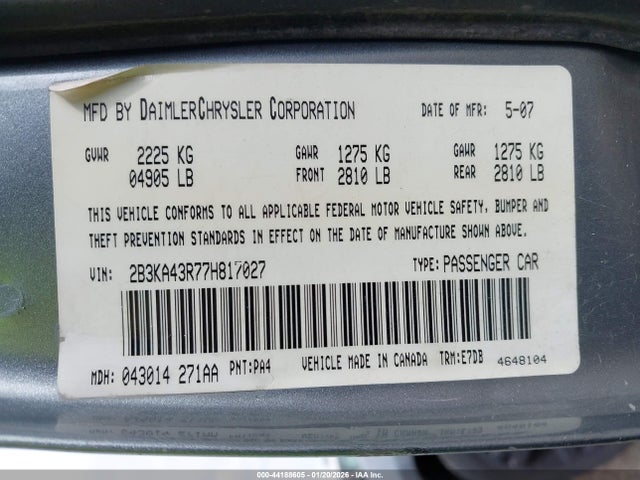 MFD BY DAIMLERCHRYSLER CORPORATION DATE OF MFR: 5-07
GVWR 2225 KG GAWR 1275 KG GAWR 1275 KG
04905 LB FRONT 2810 LB REAR 2810 LB
THIS VEHICLE CONFORMS TO ALL APPLICABLE FEDERAL MOTOR VEHICLE SAFETY, BUMPER AND
THEFT PREVENTION STANDARDS IN EFFECT ON THE DATE OF MANUFACTURE SHOWN ABOVE.
VIN: 2B3KA43R77H817027 TYPE: PASSENGER CAR
MDH: 043014 271AA PNT: PA4 VEHICLE MADE IN CANADA TRM: E7DB 4648104
000-44188605 - 01/20/2026 - IAA, Inc.